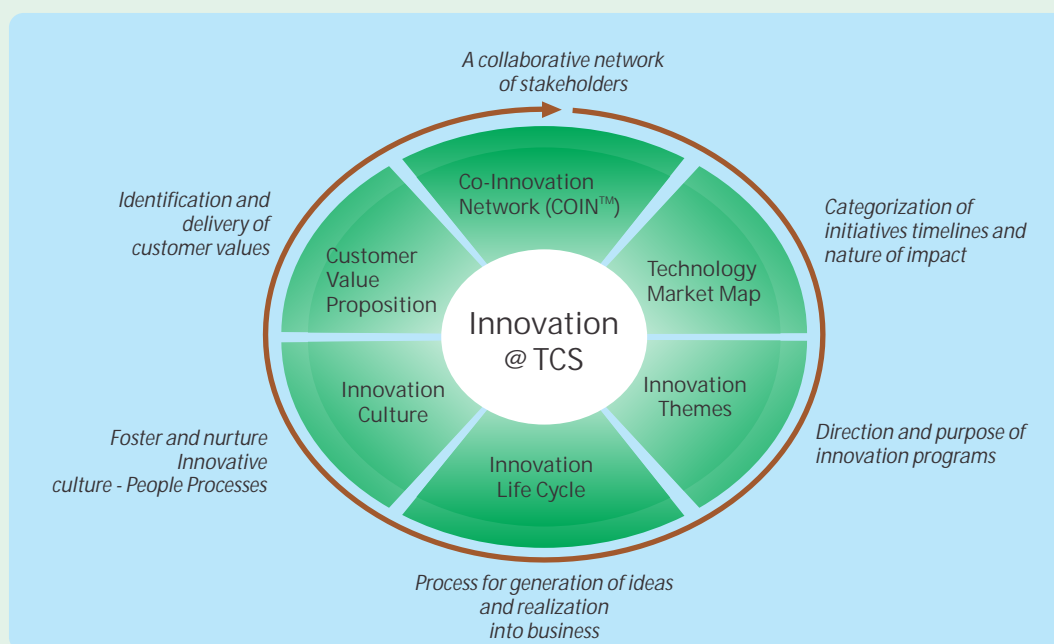 A collaborative network
of stakeholders
Co-Innovation
Network (COIN™)
Identification and
delivery of
customer values
Categorization of
initiatives timelines and
nature of impact
Customer
Value
Proposition
Technology
Market Map
Innovation
@ TCS
Innovation
Culture
Innovation
Themes
Foster and nurture
Innovative
culture - People Processes
Direction and purpose of
innovation programs
Innovation
Life Cycle
Process for generation of ideas
and realization
into business